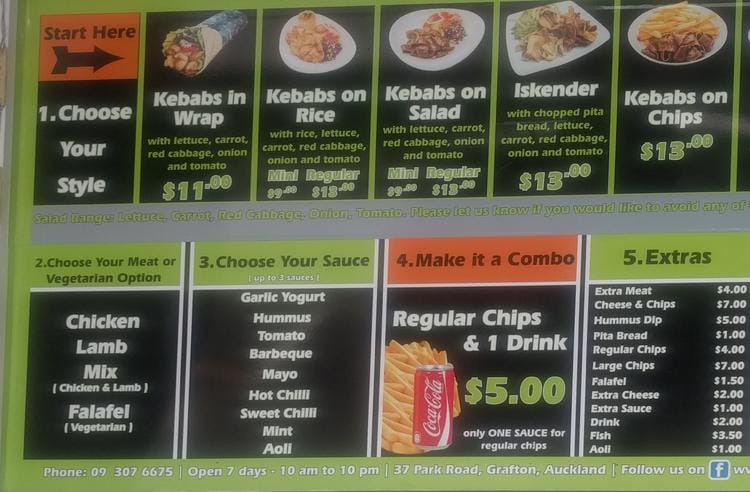 Start Here
1.Choose
Your
Style
Kebabs in
Wrap
with lettuce, carrot,
red cabbage, onion
and tomato
$11.00
Kebabs on
Rice
with rice, lettuce,
carrot, red cabbage,
onion and tomato
Mini Regular
$9.00 $13.00
Kebabs on
Salad
with lettuce, carrot,
red cabbage, onion
and tomato
Mini Regular
$9.00 $13.00
Iskender
with chopped pita
bread, lettuce,
carrot, red cabbage,
onion and tomato
$13.00
Kebabs on
Chips
$13.00
Salad Range: Lettuce, Carrot, Red Cabbage, Onion, Tomato. Please let us know if you would like to avoid any of
2.Choose Your Meat or
Vegetarian Option
Chicken
Lamb
Mix
( Chicken & Lamb )
Falafel
( Vegetarian )
3.Choose Your Sauce
( up to 3 sauces )
Garlic Yogurt
Hummus
Tomato
Barbeque
Mayo
Hot Chilli
Sweet Chilli
Mint
Aoli
4.Make it a Combo
Regular Chips
& 1 Drink
$5.00
Coca-Cola
only ONE SAUCE for
regular chips
5.Extras
Extra Meat $4.00
Cheese & Chips $7.00
Hummus Dip $5.00
Pita Bread $1.00
Regular Chips $4.00
Large Chips $7.00
Falafel $1.50
Extra Cheese $2.00
Extra Sauce $1.00
Drink $2.00
Fish $3.50
Aoli $1.00
Phone: 09 307 6675 | Open 7 days - 10 am to 10 pm | 37 Park Road, Grafton, Auckland | Follow us on f